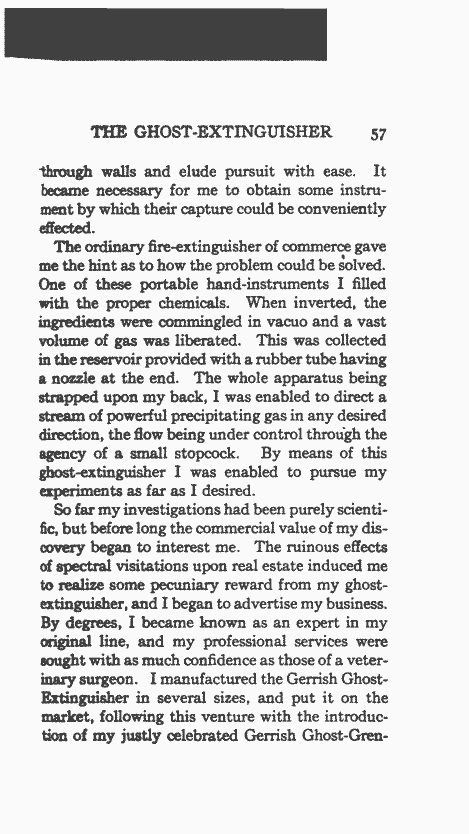 THE GHOST-EXTINGUISHER 57
through walls and elude pursuit with ease. It
became necessary for me to obtain some instru-
ment by which their capture could be conveniently
effected.
The ordinary fire-extinguisher of commerce gave
me the hint as to how the problem could be solved.
One of these portable hand-instruments I filled
with the proper chemicals. When inverted, the
ingredients were commingled in vacuo and a vast
volume of gas was liberated. This was collected
in the reservoir provided with a rubber tube having
a nozzle at the end. The whole apparatus being
strapped upon my back, I was enabled to direct a
stream of powerful precipitating gas in any desired
direction, the flow being under control through the
agency of a small stopcock. By means of this
ghost-extinguisher I was enabled to pursue my
experiments as far as I desired.
So far my investigations had been purely scienti-
fic, but before long the commercial value of my dis-
covery began to interest me. The ruinous effects
of spectral visitations upon real estate induced me
to realize some pecuniary reward from my ghost-
extinguisher, and I began to advertise my business.
By degrees, I became known as an expert in my
original line, and my professional services were
sought with as much confidence as those of a veter-
inary surgeon. I manufactured the Gerrish Ghost-
Extinguisher in several sizes, and put it on the
market, following this venture with the introduc-
tion of my justly celebrated Gerrish Ghost-Gren-